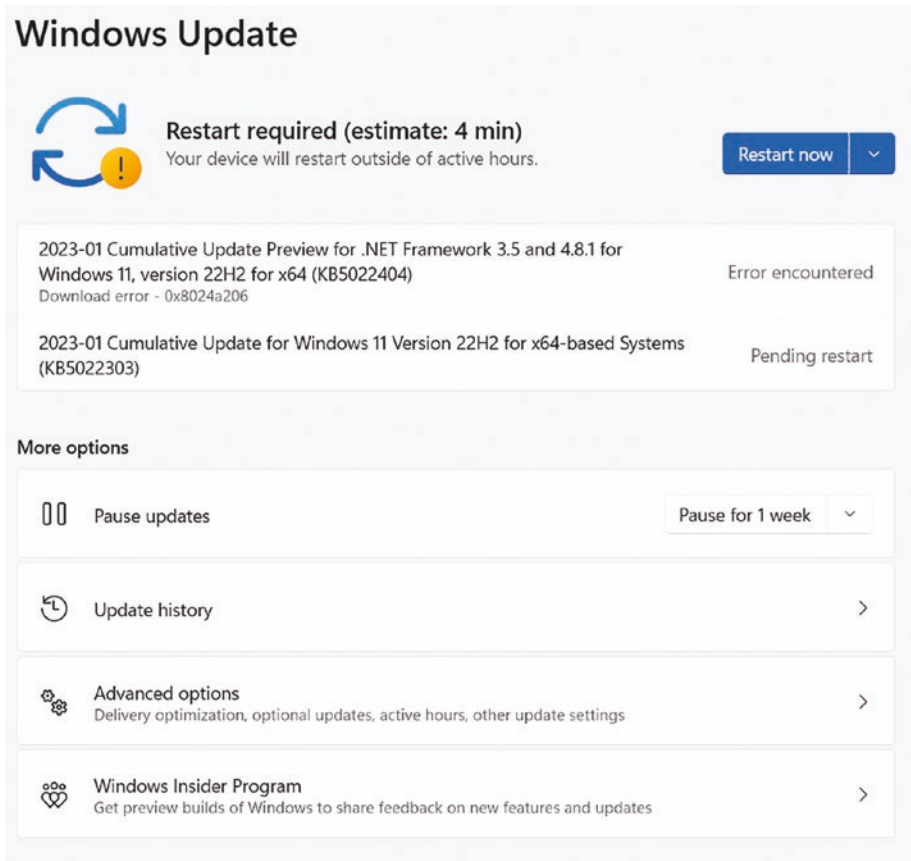 Windows Update
Restart required (estimate: 4 min)
Your device will restart outside of active hours.
Restart now
2023-01 Cumulative Update Preview for .NET Framework 3.5 and 4.8.1 for
Windows 11, version 22H2 for x64 (KB5022404)
Download error - 0x8024a206
Error encountered
2023-01 Cumulative Update for Windows 11 Version 22H2 for x64-based Systems
(KB5022303)
Pending restart
More options
Pause updates
Pause for 1 week
Update history
Advanced options
Delivery optimization, optional updates, active hours, other update settings
Windows Insider Program
Get preview builds of Windows to share feedback on new features and updates